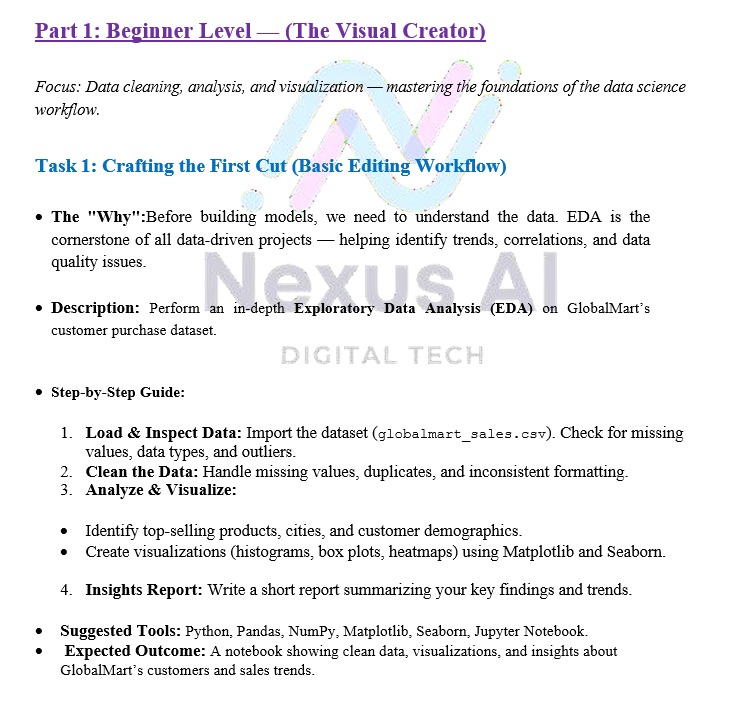 Part 1: Beginner Level — (The Visual Creator)
Focus: Data cleaning, analysis, and visualization — mastering the foundations of the data science
workflow.
Task 1: Crafting the First Cut (Basic Editing Workflow)
• The "Why":Before building models, we need to understand the data. EDA is the
cornerstone of all data-driven projects — helping identify trends, correlations, and data
quality issues.
Nexus AI
• Description: Perform an in-depth Exploratory Data Analysis (EDA) on GlobalMart's
customer purchase dataset.
DIGITAL TECH
• Step-by-Step Guide:
1. Load & Inspect Data: Import the dataset (globalmart_sales.csv). Check for missing
values, data types, and outliers.
2. Clean the Data: Handle missing values, duplicates, and inconsistent formatting.
3. Analyze & Visualize:
• Identify top-selling products, cities, and customer demographics.
• Create visualizations (histograms, box plots, heatmaps) using Matplotlib and Seaborn.
4. Insights Report: Write a short report summarizing your key findings and trends.
• Suggested Tools: Python, Pandas, NumPy, Matplotlib, Seaborn, Jupyter Notebook.
• Expected Outcome: A notebook showing clean data, visualizations, and insights about
GlobalMart's customers and sales trends.